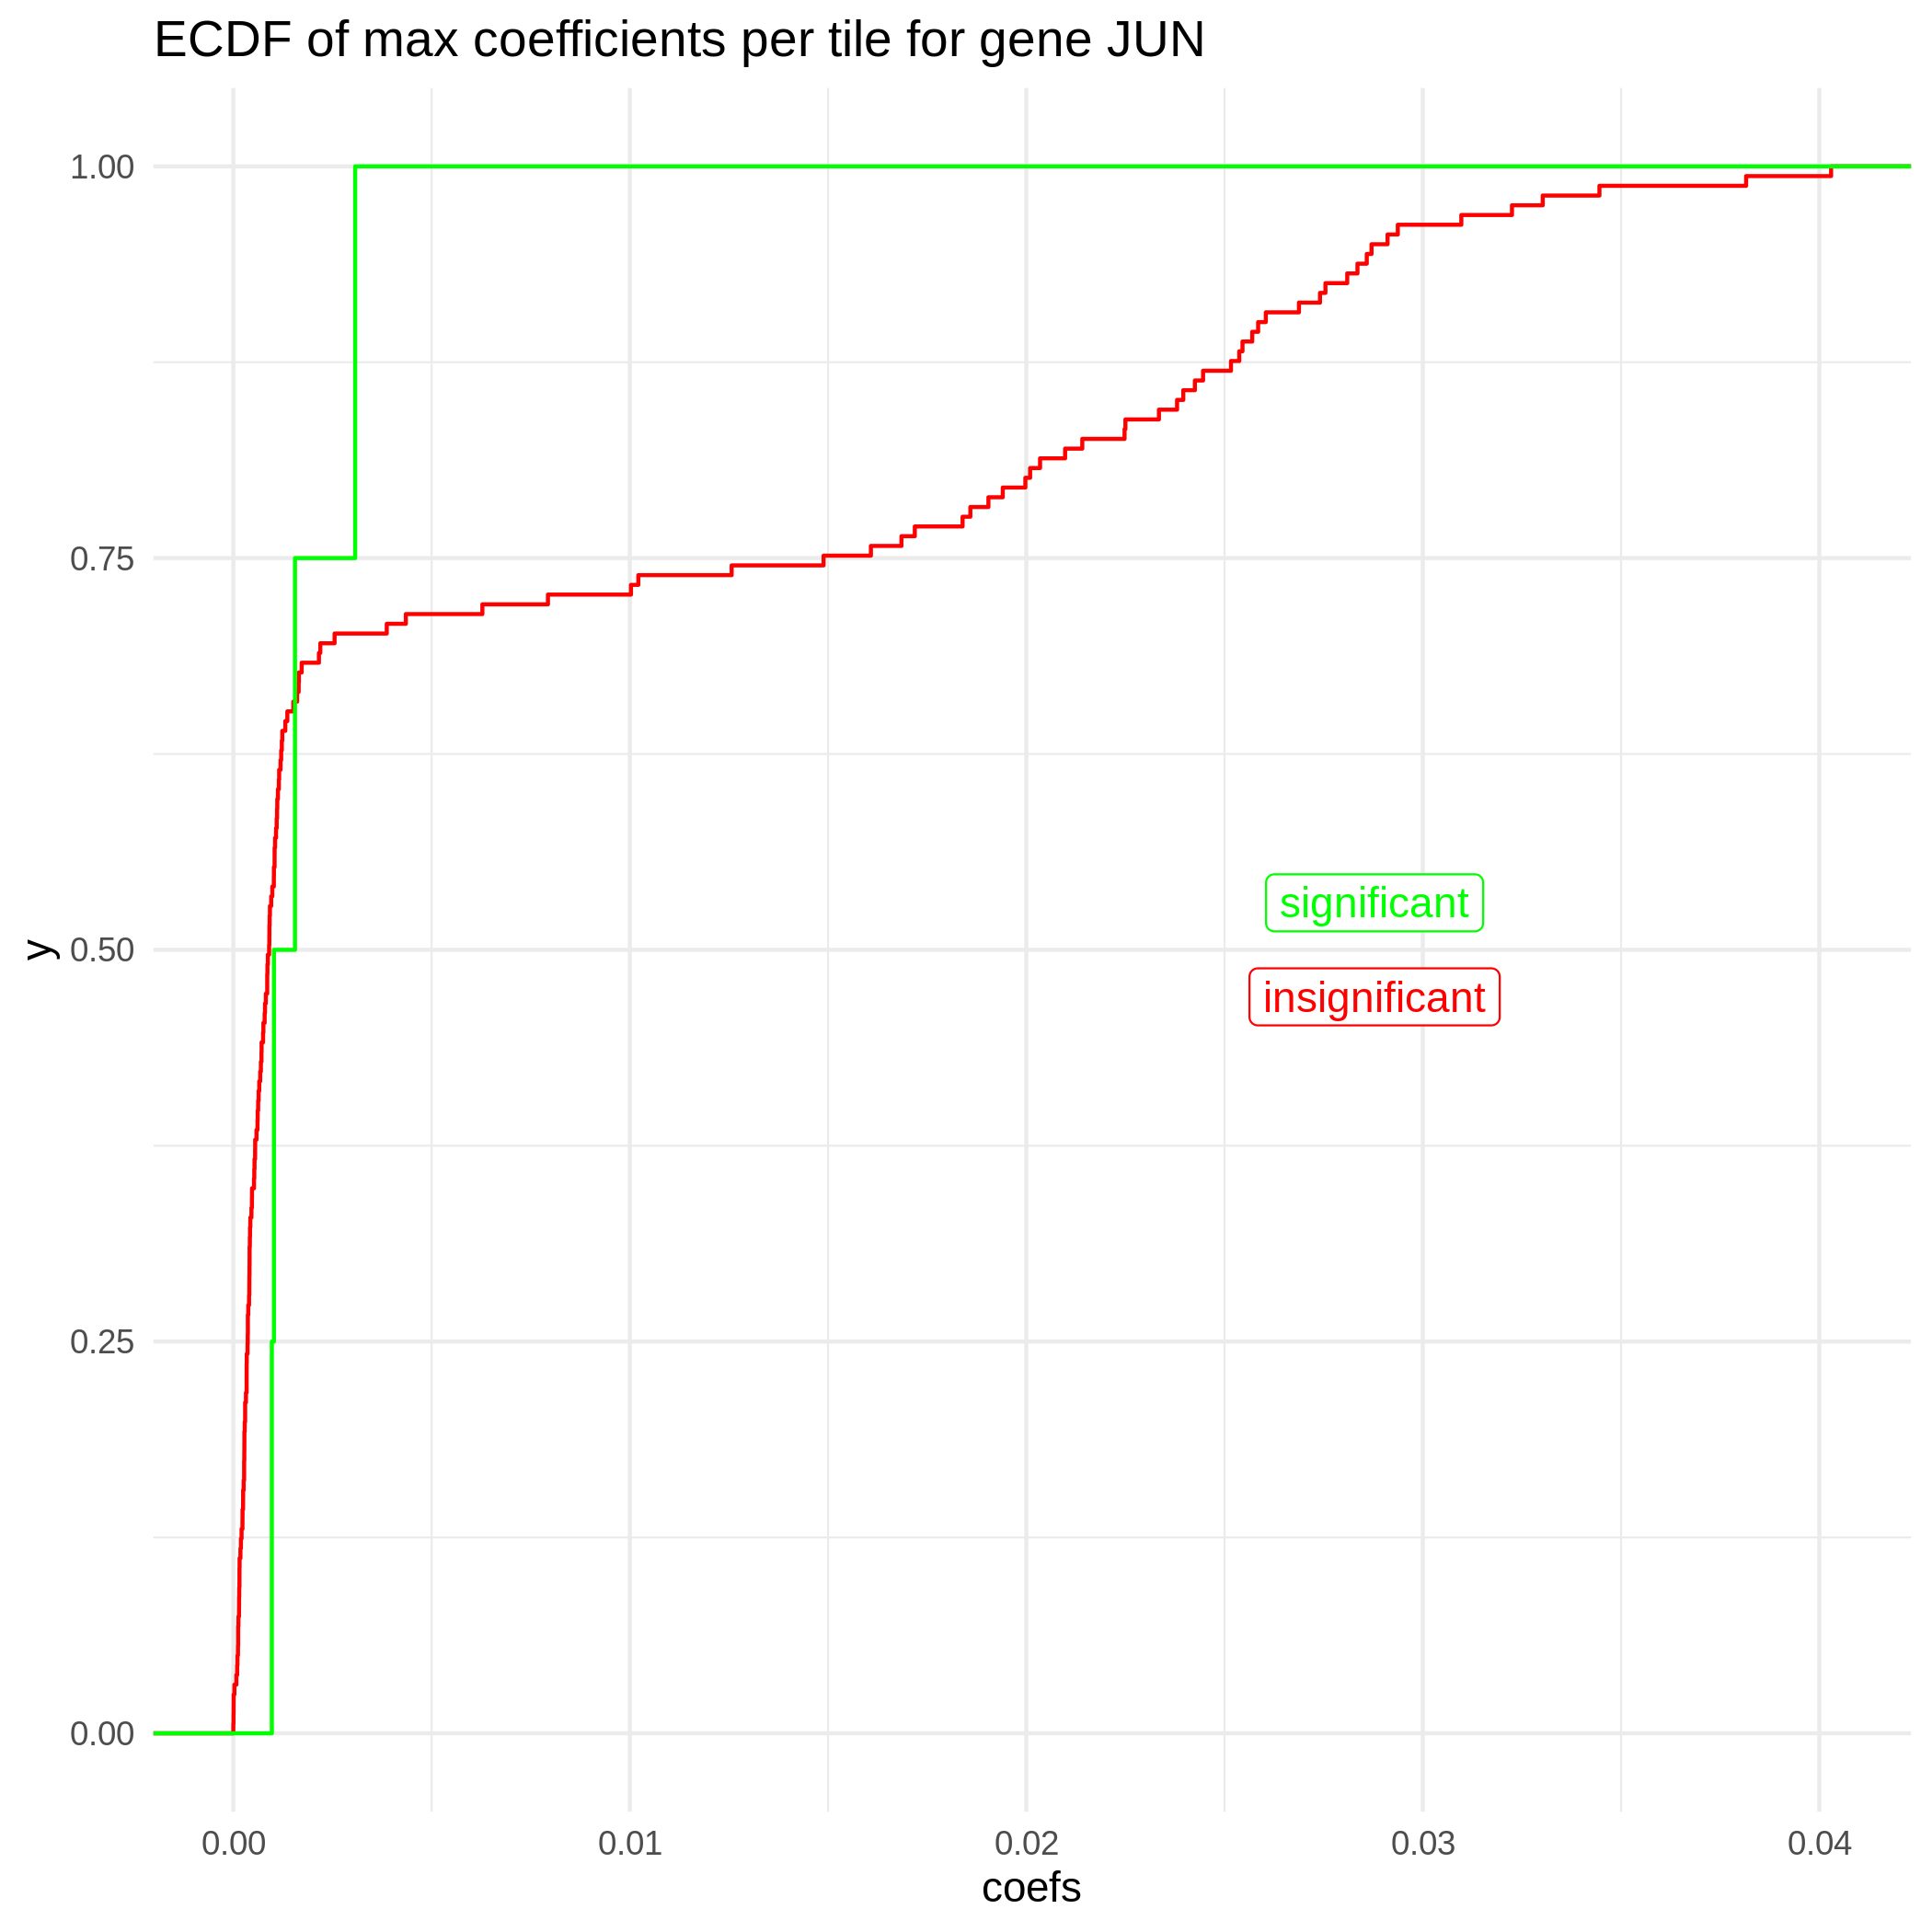 ECDF of max coefficients per tile for gene JUN
1.00
0.75
0.50
0.25
0.00
y
significant
insignificant
0.00 0.01 0.02 0.03 0.04
coefs